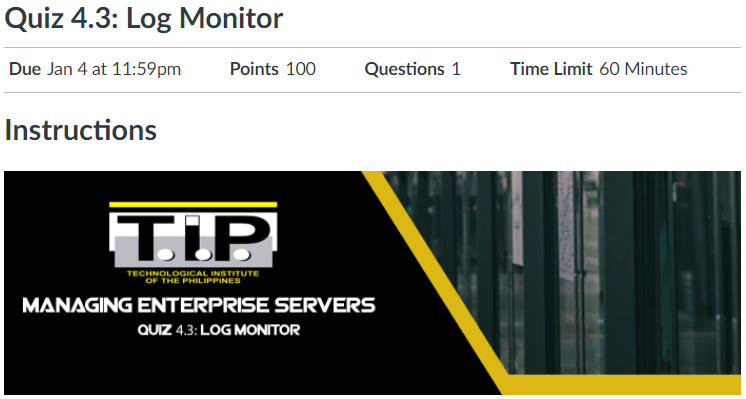 Quiz 4.3: Log Monitor
Due Jan 4 at 11:59pm Points 100 Questions 1 Time Limit 60 Minutes
Instructions
T.I.P.
TECHNOLOGICAL INSTITUTE
OF THE PHILIPPINES
MANAGING ENTERPRISE SERVERS
QUIZ 4.3: LOG MONITOR